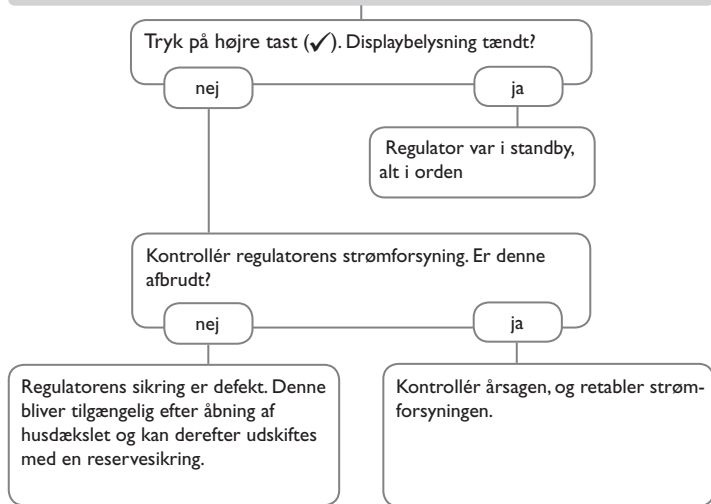 Tryk på højre tast (✓). Displaybelysning tændt?
nej
ja
Regulator var i standby,
alt i orden
Kontrollér regulatorens strømforsyning. Er denne
afbrudt?
nej
ja
Regulatorens sikring er defekt. Denne
bliver tilgængelig efter åbning af
husdækslet og kan derefter udskiftes
med en reservesikring.
Kontrollér årsagen, og retabler strøm-
forsyningen.